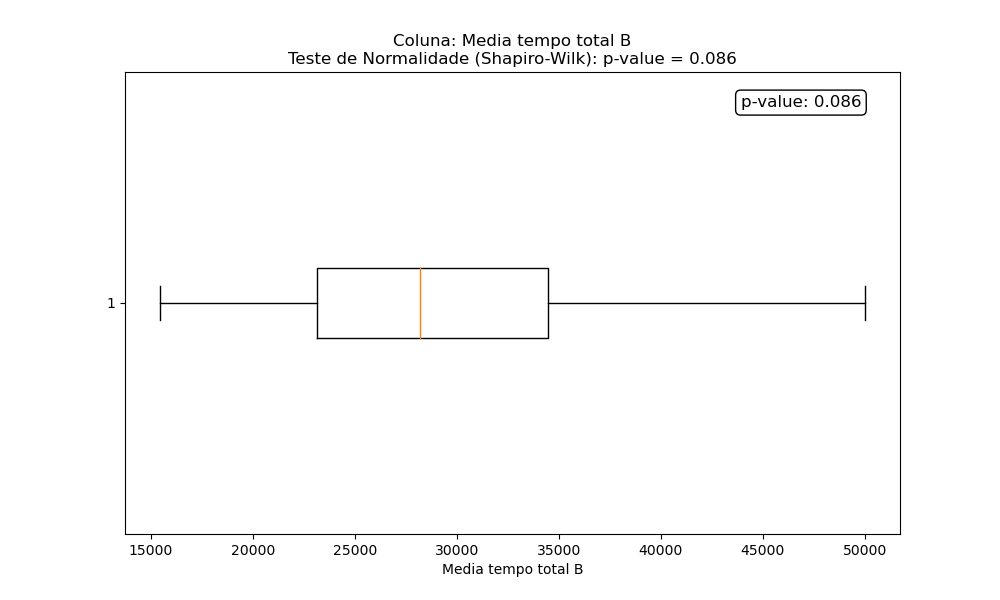 Coluna: Media tempo total B
Teste de Normalidade (Shapiro-Wilk): p-value = 0.086
p-value: 0.086
1
15000 20000 25000 30000 35000 40000 45000 50000
Media tempo total B